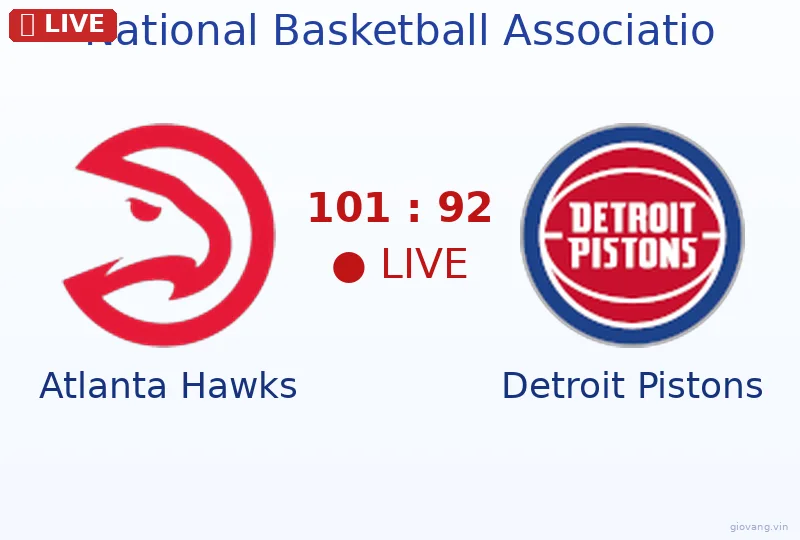 LIVE
National Basketball Associatio
101 : 92
● LIVE
DETROIT
PISTONS
Atlanta Hawks
Detroit Pistons
giovang.vin